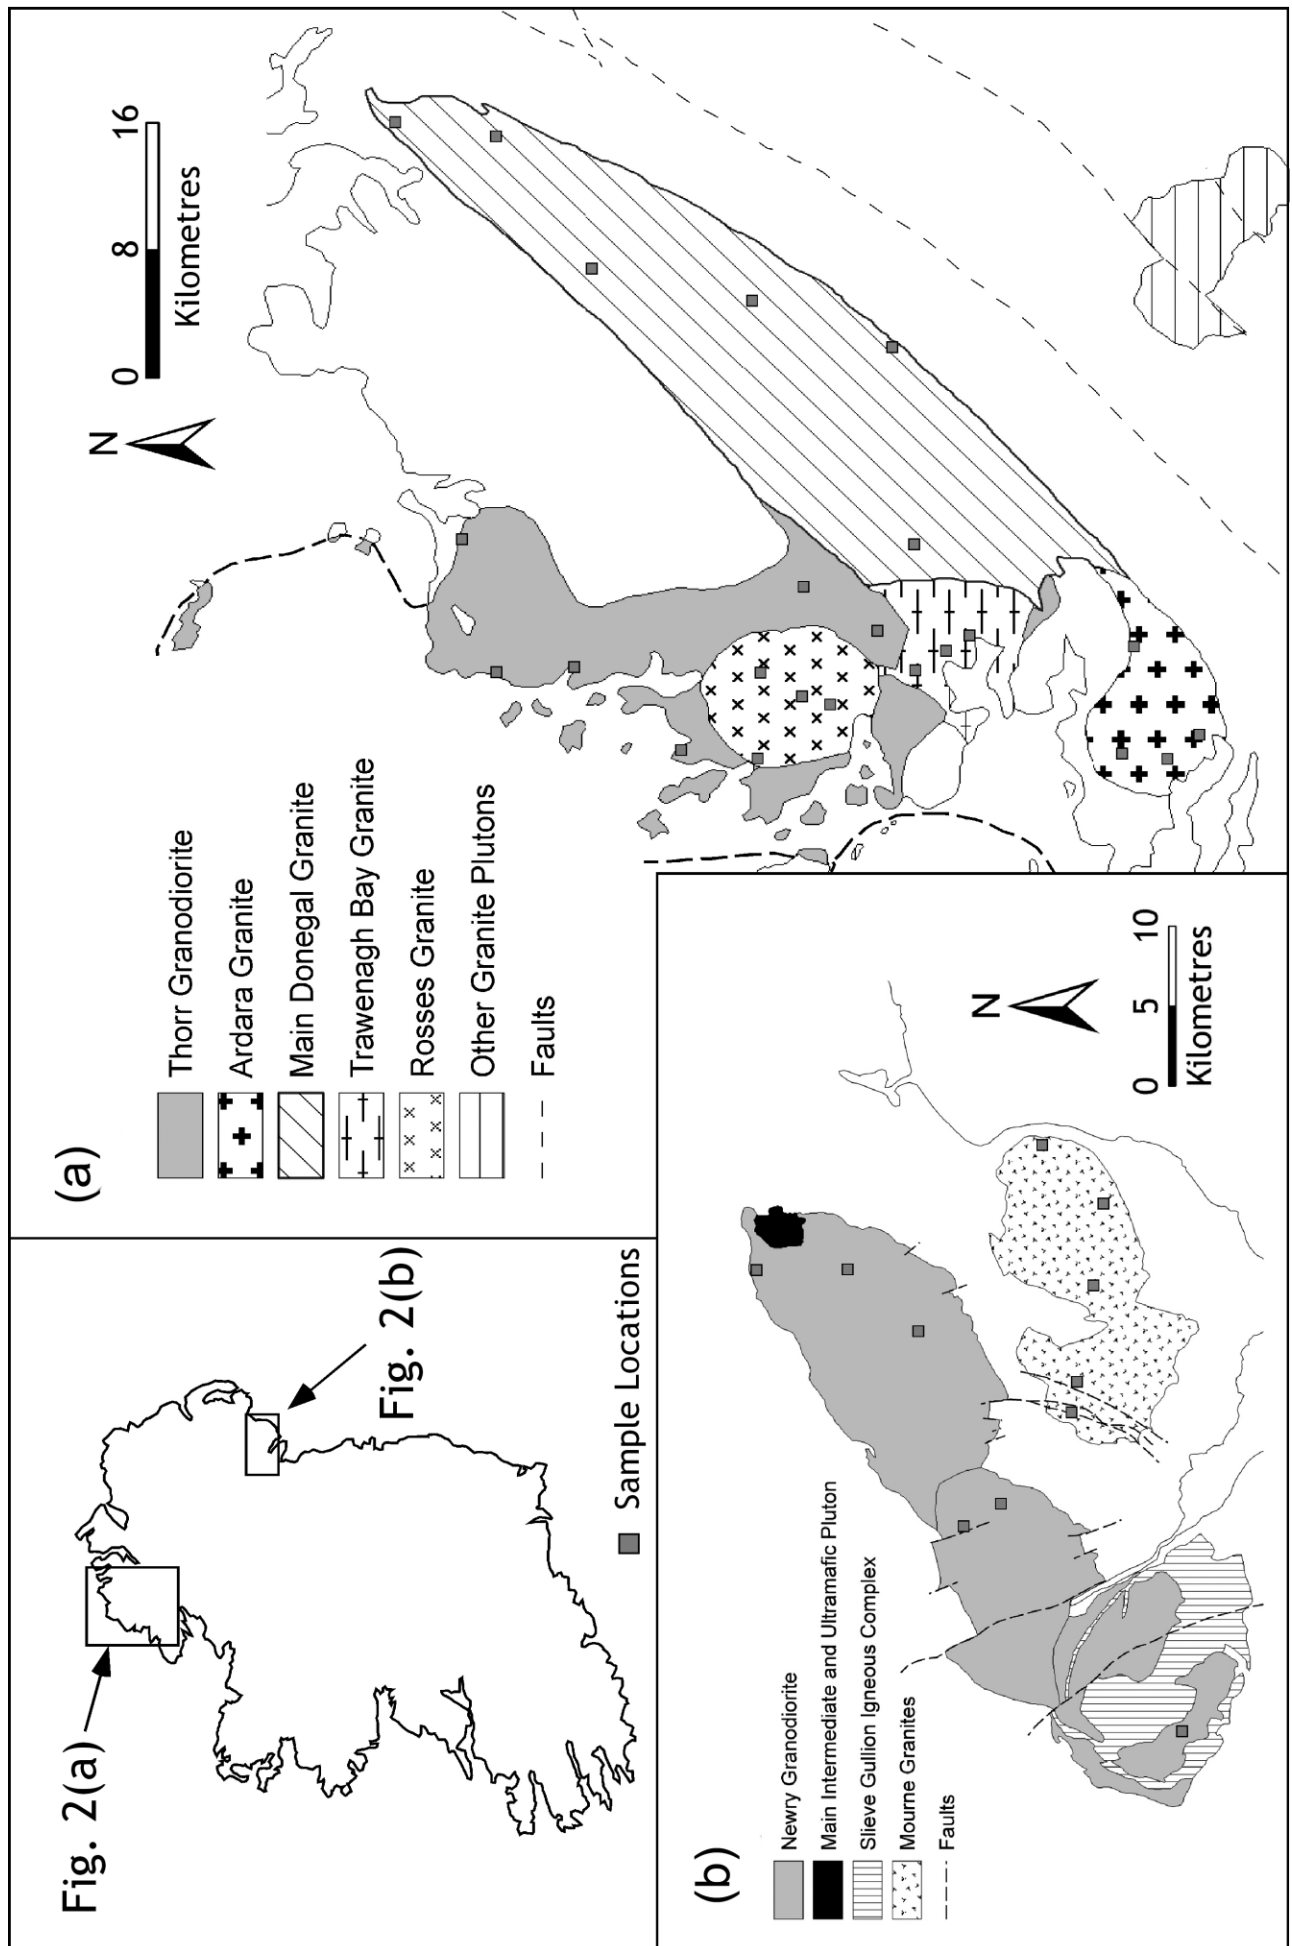 Fig. 2(a)
Fig. 2(b)
Sample Locations
(a)
Thorr Granodiorite
Ardara Granite
Main Donegal Granite
Trawenagh Bay Granite
Rosses Granite
Other Granite Plutons
Faults
N
0 8 16
Kilometres
(b)
Newry Granodiorite
Main Intermediate and Ultramafic Pluton
Slieve Gullion Igneous Complex
Mourne Granites
Faults
N
0 5 10
Kilometres